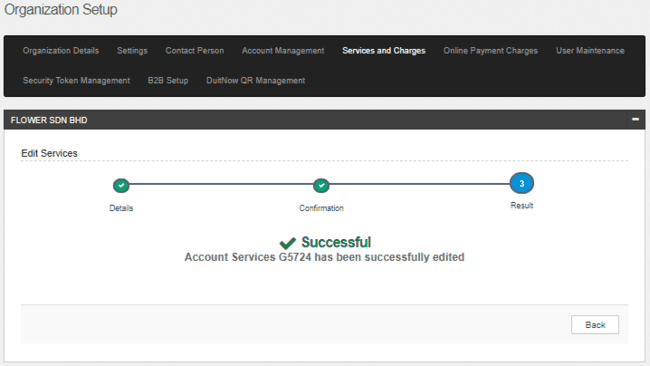 Organization Setup
Organization Details Settings Contact Person Account Management Services and Charges Online Payment Charges User Maintenance
Security Token Management B2B Setup DuitNow QR Management
FLOWER SDN BHD
Edit Services
3
Details Confirmation Result
Successful
Account Services G5724 has been successfully edited
Back